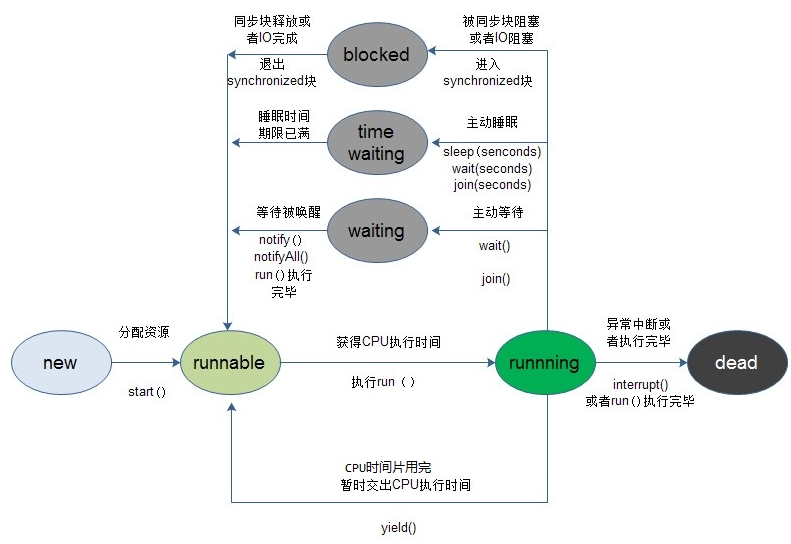 同步块释放或
者IO完成
退出
synchronized块
blocked
被同步块阻塞
或者IO阻塞
进入
synchronized块
睡眠时间
期限已满
time
waiting
主动睡眠
sleep(senconds)
wait(seconds)
join(seconds)
等待被唤醒
notify()
notifyAll()
run()执行
完毕
waiting
主动等待
wait()
join()
new
分配资源
start()
runnable
获得CPU执行时间
执行run（）
runnning
异常中断或
者执行完毕
interrupt()
或者run()执行完毕
dead
CPU时间片用完
暂时交出CPU执行时间
yield()